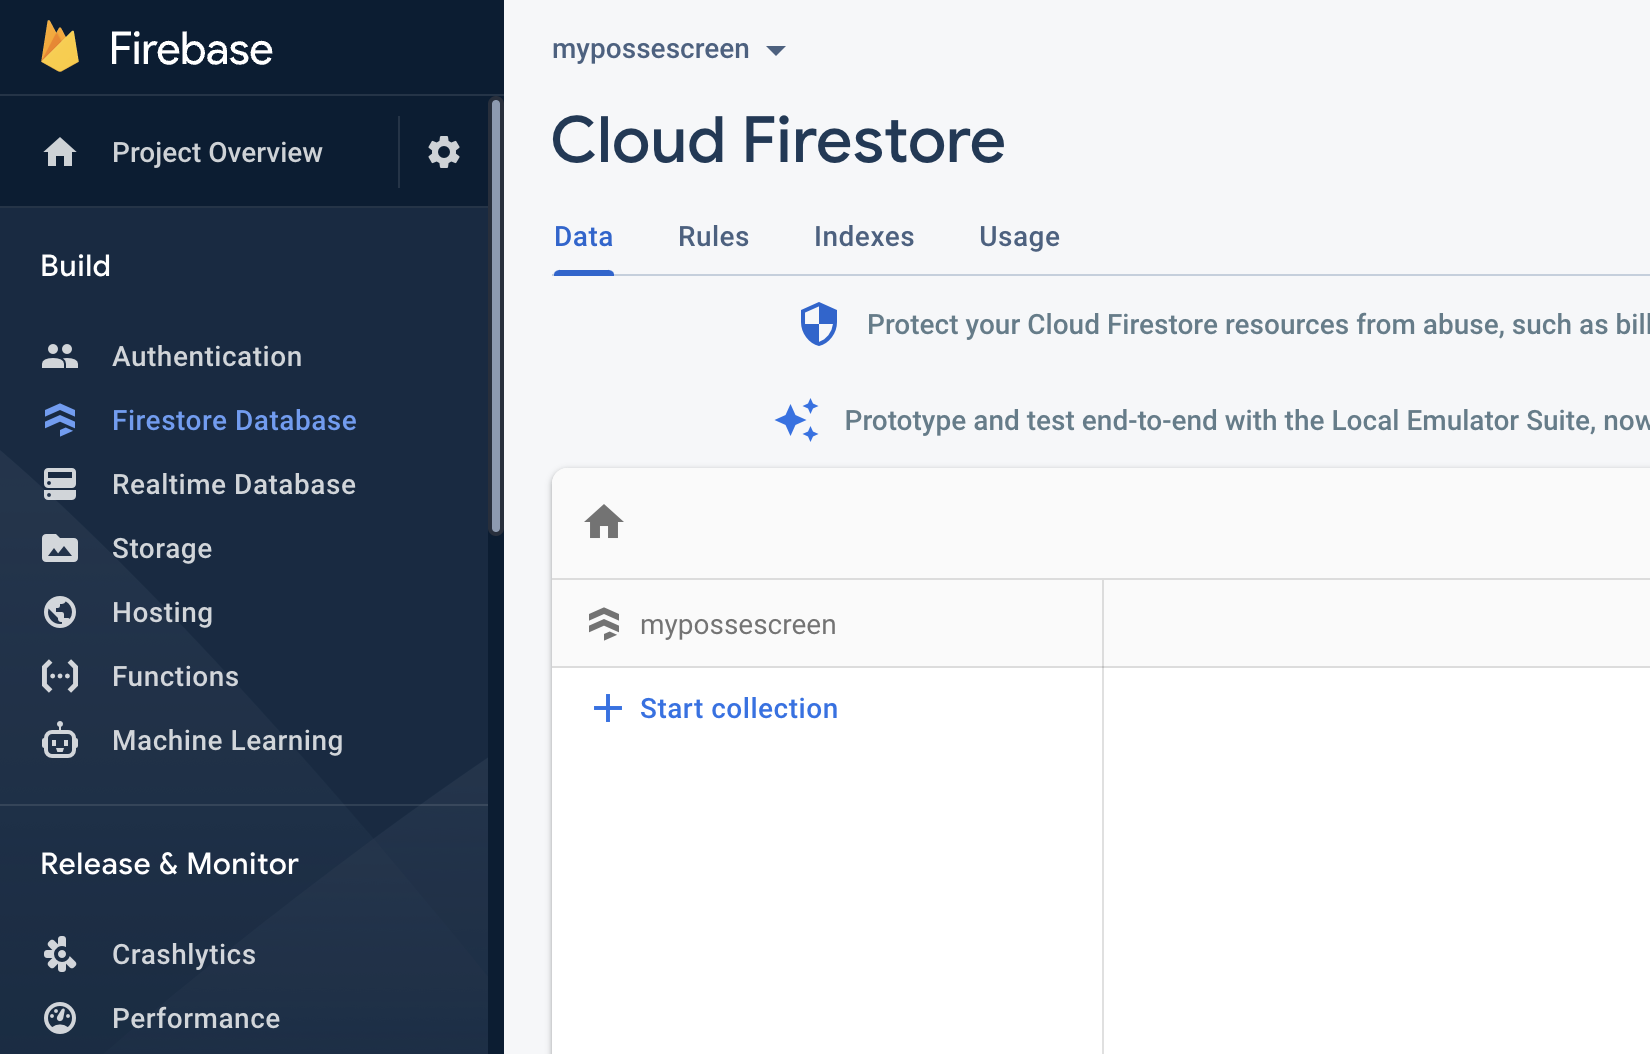 Firebase
Project Overview
Build
Authentication
Firestore Database
Realtime Database
Storage
Hosting
Functions
Machine Learning
Release & Monitor
Crashlytics
Performance
mypossescreen
Cloud Firestore
Data Rules Indexes Usage
Protect your Cloud Firestore resources from abuse, such as bill
Prototype and test end-to-end with the Local Emulator Suite, now
mypossescreen
+ Start collection